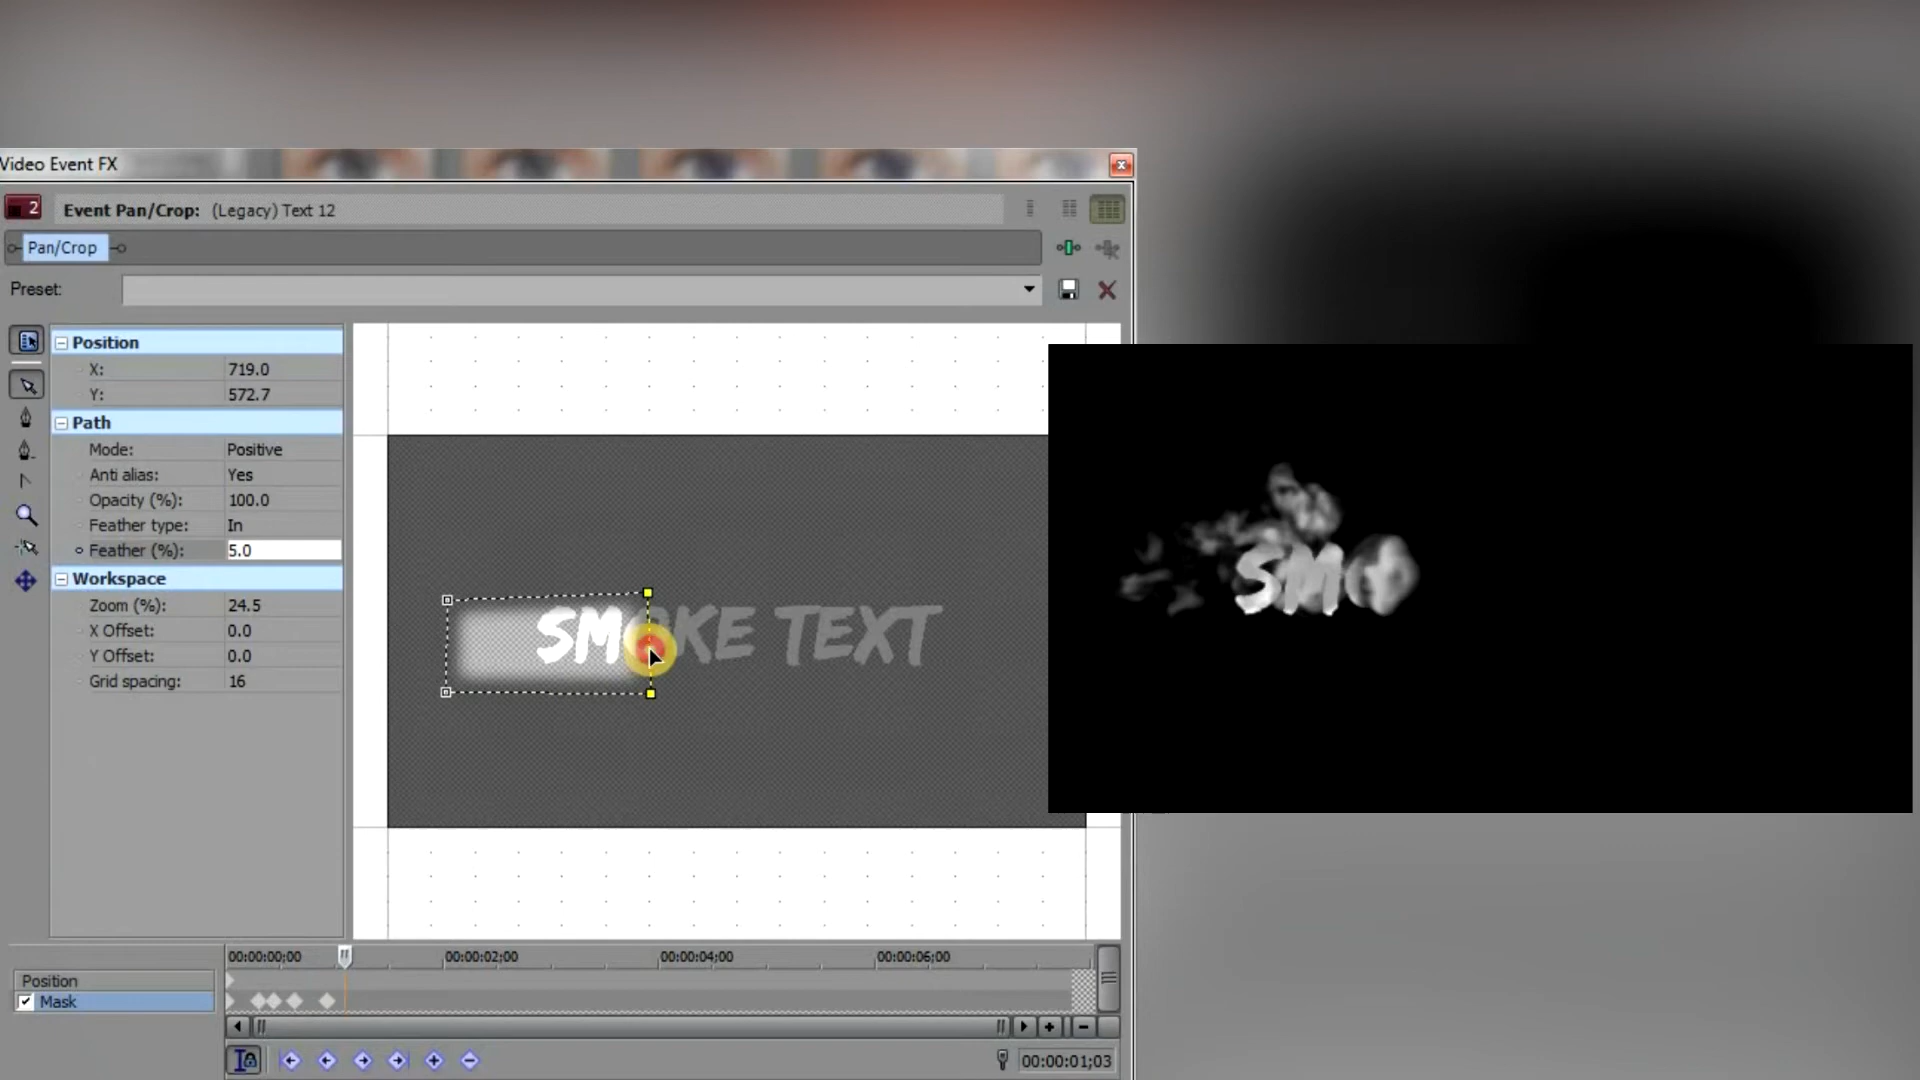 Video Event FX
2
Event Pan/Crop: (Legacy) Text 12
Pan/Crop
Preset:
Position
X: 719.0
Y: 572.7
Path
Mode: Positive
Anti alias: Yes
Opacity (%): 100.0
Feather type: In
Feather (%): 5.0
Workspace
Zoom (%): 24.5
X Offset: 0.0
Y Offset: 0.0
Grid spacing: 16
SMOKE TEXT
SMO
00:00:00;00 00:00:02;00 00:00:04;00 00:00:06;00
Position
Mask
00:00:01;03